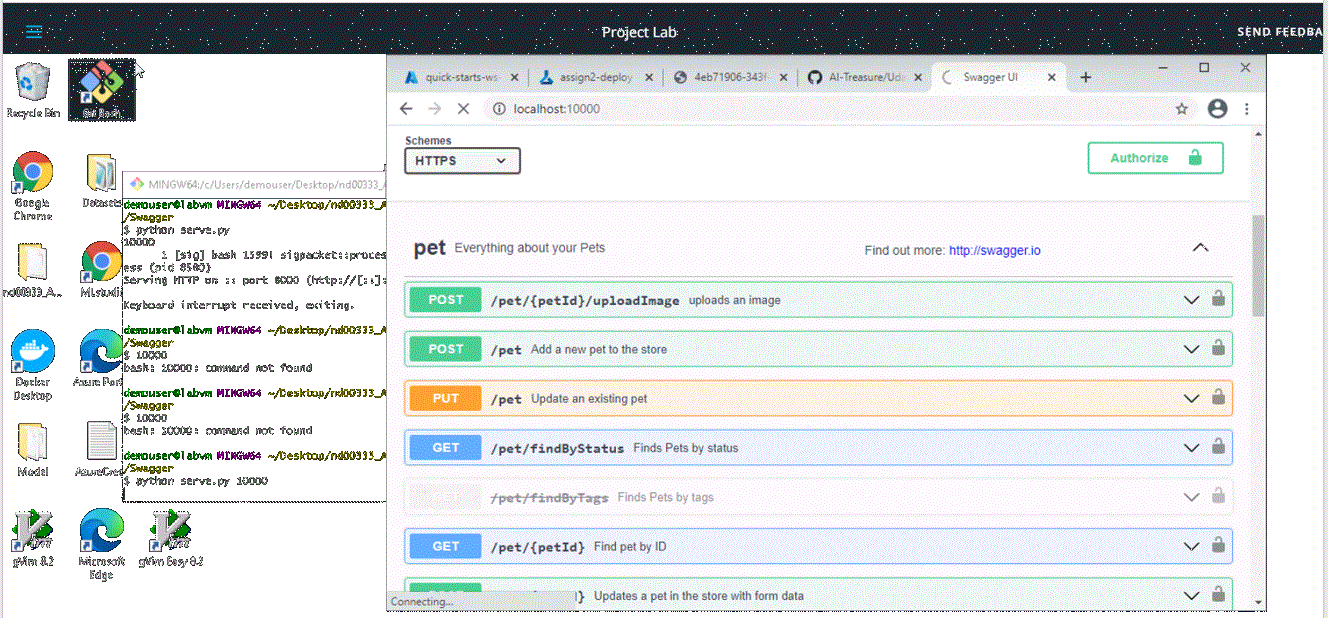 Project Lab
SEND FEEDBA
Recycle Bin
Git Bash
Google
Chrome
Datasets
nd00333_A...
MLstudi
Docker
Desktop
Azure Port
Model
AzureCre
gVim 8.2
Microsoft
Edge
gVim Easy 8.2
MINGW64:/c/Users/demouser/Desktop/nd00333_A
demouser@labvm MINGW64 ~/Desktop/nd00333_A
/Swagger
$ python serve.py
10000
1 [sig] bash 1599! sigpacket::proces
ess (pid 8580)
Serving HTTP on :: port 8000 (http://[::]:
Keyboard interrupt received, exiting.
demouser@labvm MINGW64 ~/Desktop/nd00333_A
/Swagger
$ 10000
bash: 10000: command not found
demouser@labvm MINGW64 ~/Desktop/nd00333_A
/Swagger
$ 10000
bash: 10000: command not found
demouser@labvm MINGW64 ~/Desktop/nd00333_A
/Swagger
$ python serve.py 10000
quick-starts-ws
assign2-deploy
4eb71906-343f
AI-Treasure/Uda
Swagger UI
localhost:10000
Schemes
HTTPS
Authorize
pet Everything about your Pets
Find out more: http://swagger.io
POST /pet/{petId}/uploadImage uploads an image
POST /pet Add a new pet to the store
PUT /pet Update an existing pet
GET /pet/findByStatus Finds Pets by status
/pet/findByTags Finds Pets by tags
GET /pet/{petId} Find pet by ID
} Updates a pet in the store with form data
Connecting...